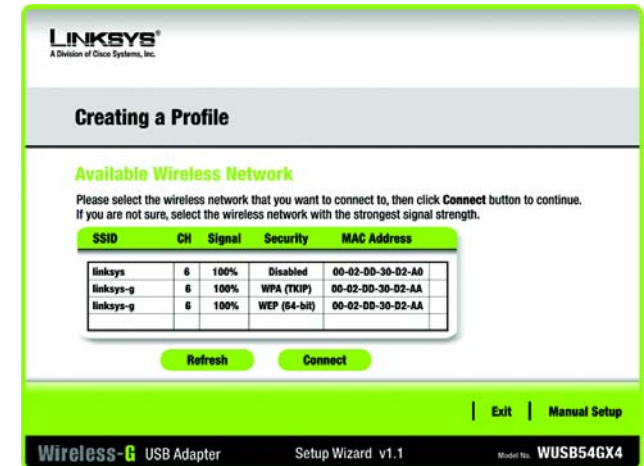 LINKSYS®
A Division of Cisco Systems, Inc.
Creating a Profile
Available Wireless Network
Please select the wireless network that you want to connect to, then click Connect button to continue.
If you are not sure, select the wireless network with the strongest signal strength.
SSID CH Signal Security MAC Address
linksys 6 100% Disabled 00-02-DD-30-D2-A0
linksys-g 6 100% WPA (TKIP) 00-02-DD-30-D2-AA
linksys-g 6 100% WEP (64-bit) 00-02-DD-30-D2-AA
Refresh Connect
Exit Manual Setup
Wireless-G USB Adapter Setup Wizard v1.1 Model No. WUSB54GX4